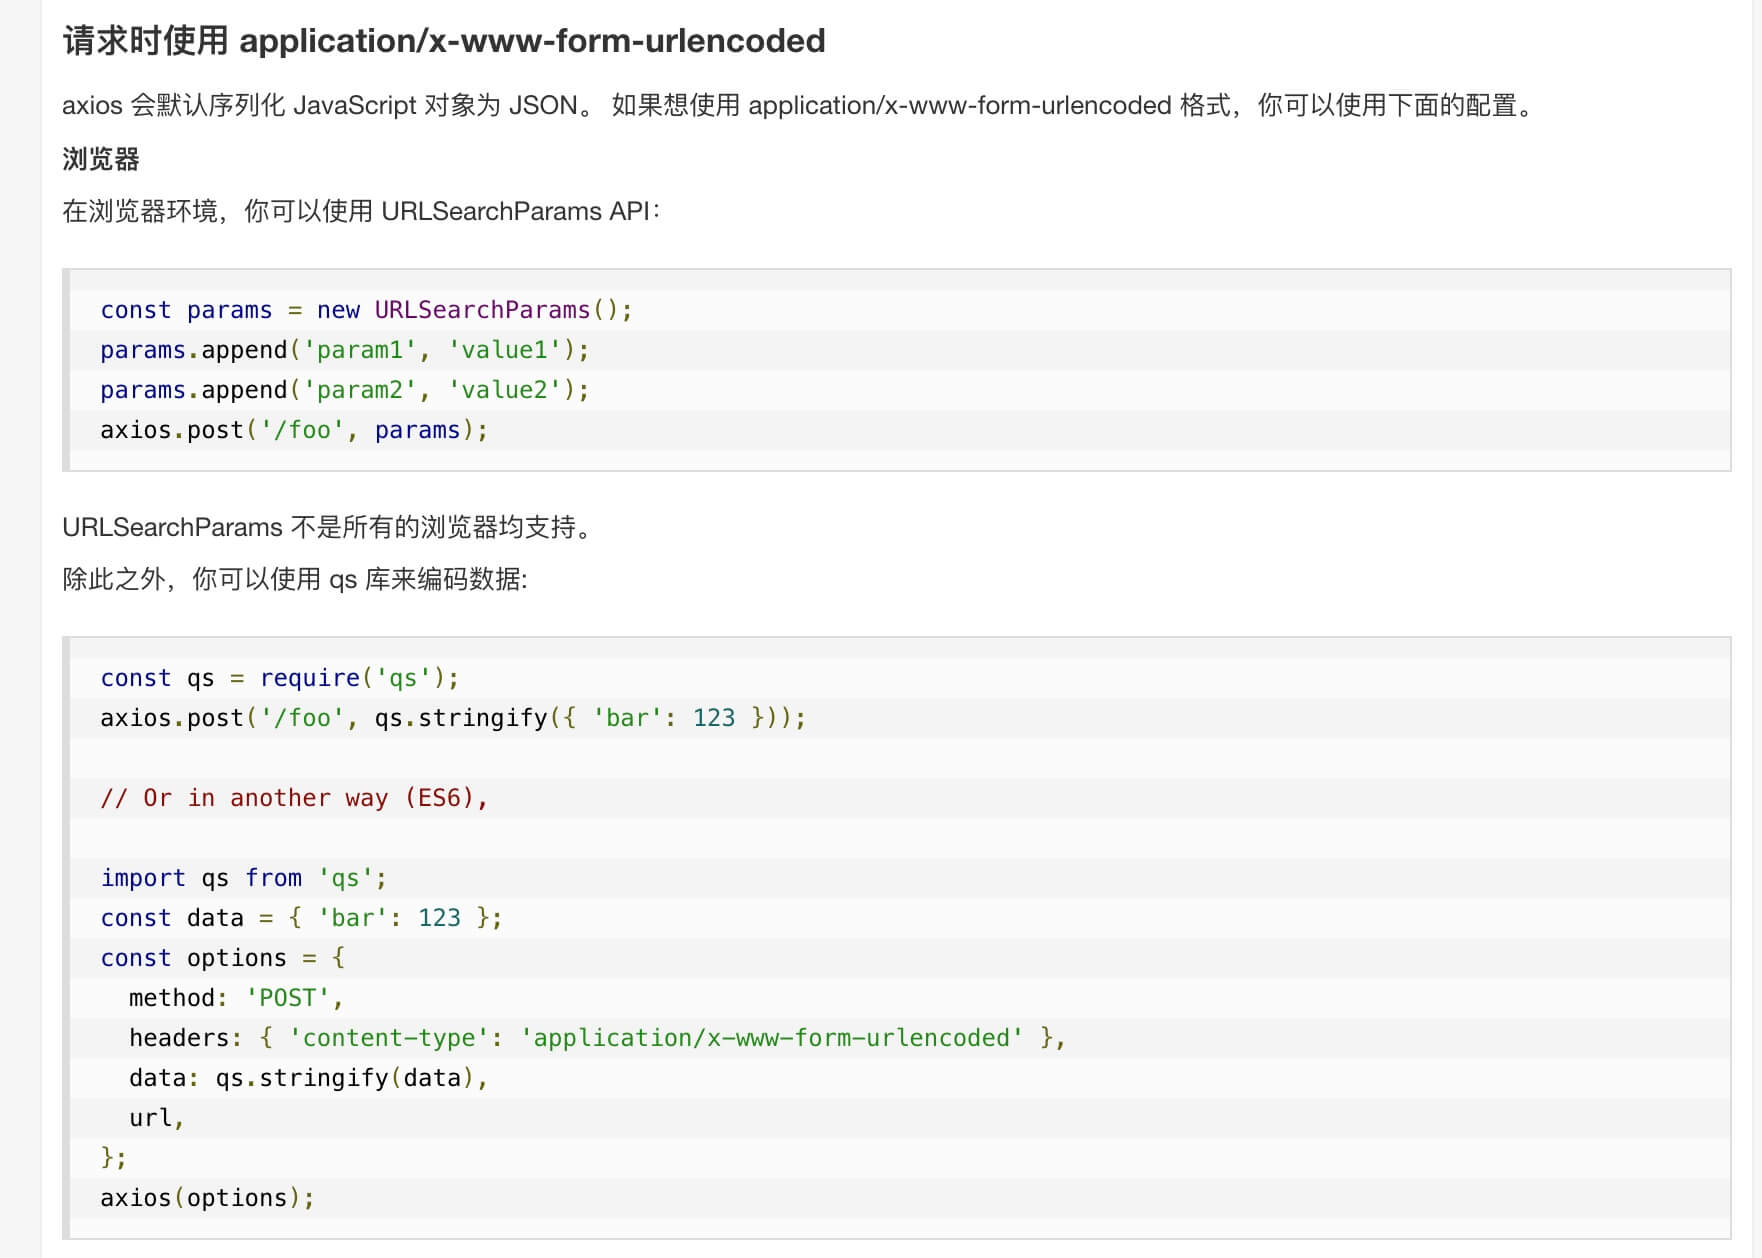 请求时使用 application/x-www-form-urlencoded
axios 会默认序列化 JavaScript 对象为 JSON。 如果想使用 application/x-www-form-urlencoded 格式，你可以使用下面的配置。
浏览器
在浏览器环境，你可以使用 URLSearchParams API：
const params = new URLSearchParams();
params.append('param1', 'value1');
params.append('param2', 'value2');
axios.post('/foo', params);
URLSearchParams 不是所有的浏览器均支持。
除此之外，你可以使用 qs 库来编码数据:
const qs = require('qs');
axios.post('/foo', qs.stringify({ 'bar': 123 }));
// Or in another way (ES6),
import qs from 'qs';
const data = { 'bar': 123 };
const options = {
  method: 'POST',
  headers: { 'content-type': 'application/x-www-form-urlencoded' },
  data: qs.stringify(data),
  url,
};
axios(options);